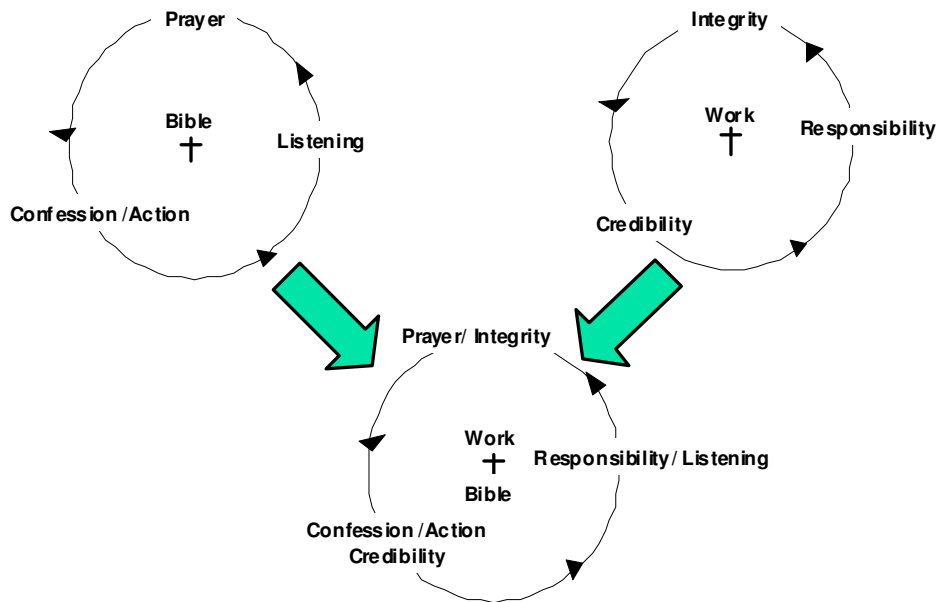 Prayer
Bible
Listening
Confession /Action
Integrity
Work
Responsibility
Credibility
Prayer/ Integrity
Work
Bible
Responsibility/ Listening
Confession /Action
Credibility